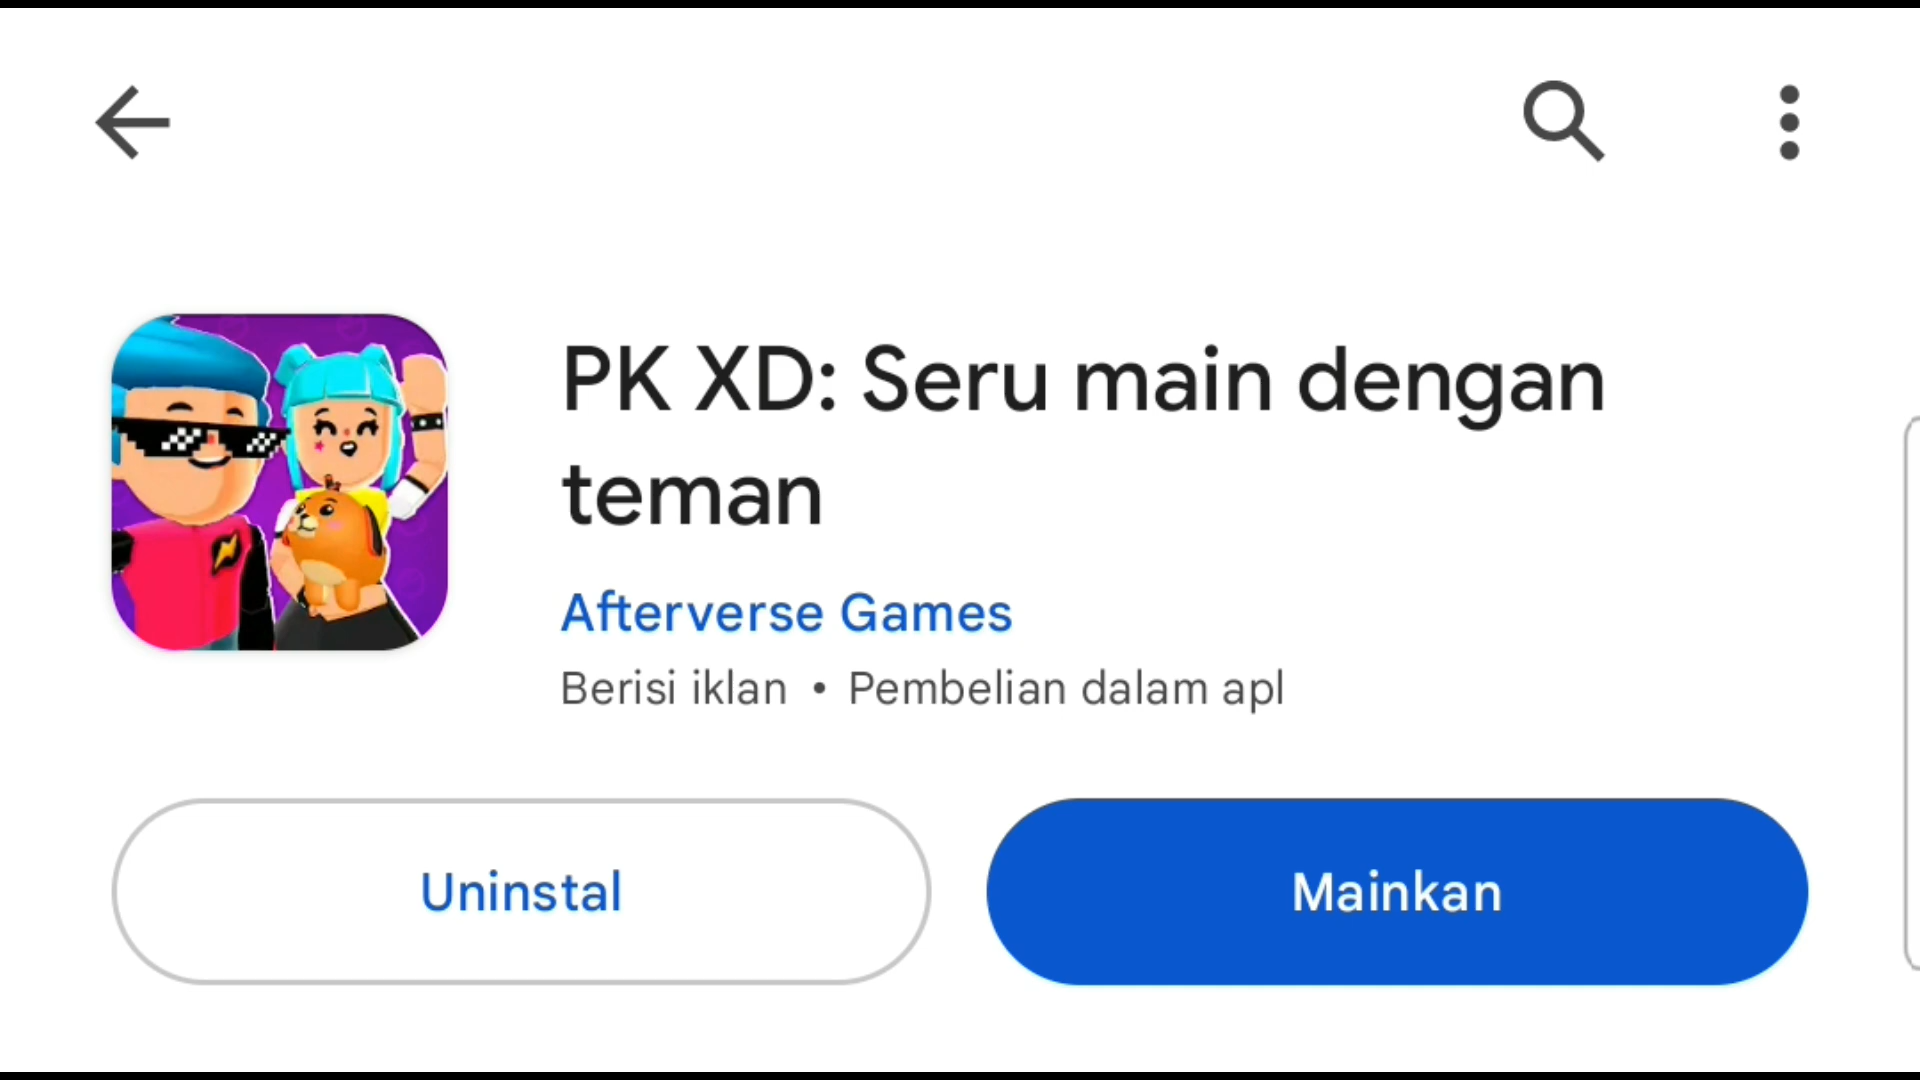 PK XD: Seru main dengan
teman
Afterverse Games
Berisi iklan • Pembelian dalam apl
Uninstal
Mainkan